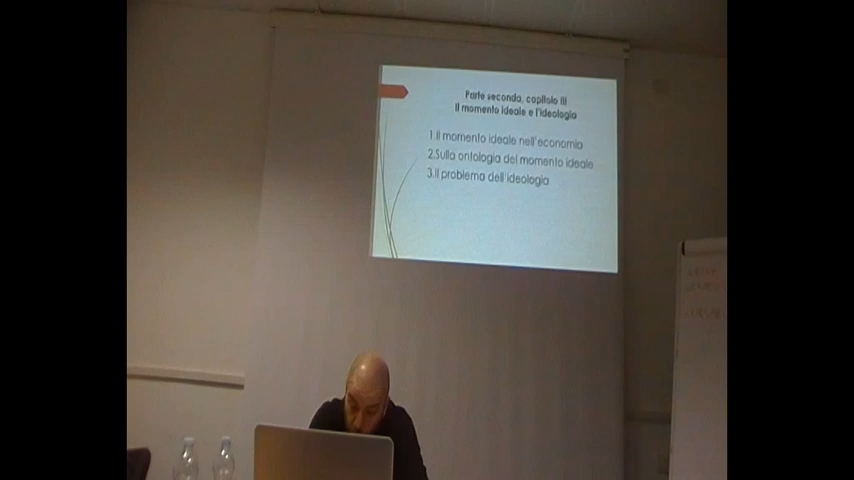 Parte seconda, capitolo III
Il momento ideale e l'ideologia
1.Il momento ideale nell'economia
2.Sulla ontologia del momento ideale
3.Il problema dell'ideologia